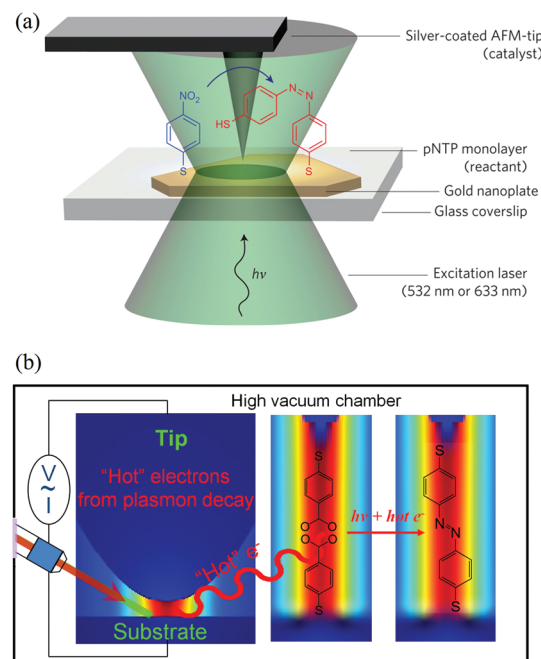 (a)
Silver-coated AFM-tip
(catalyst)
NO2
N
N
HS
S
S
pNTP monolayer
(reactant)
Gold nanoplate
Glass coverslip
hν
Excitation laser
(532 nm or 633 nm)
(b)
High vacuum chamber
Tip
"Hot" electrons
from plasmon decay
V
~
I
"Hot" e-
Substrate
S
O O
O O
S
hν + hot e-
S
N
N
S